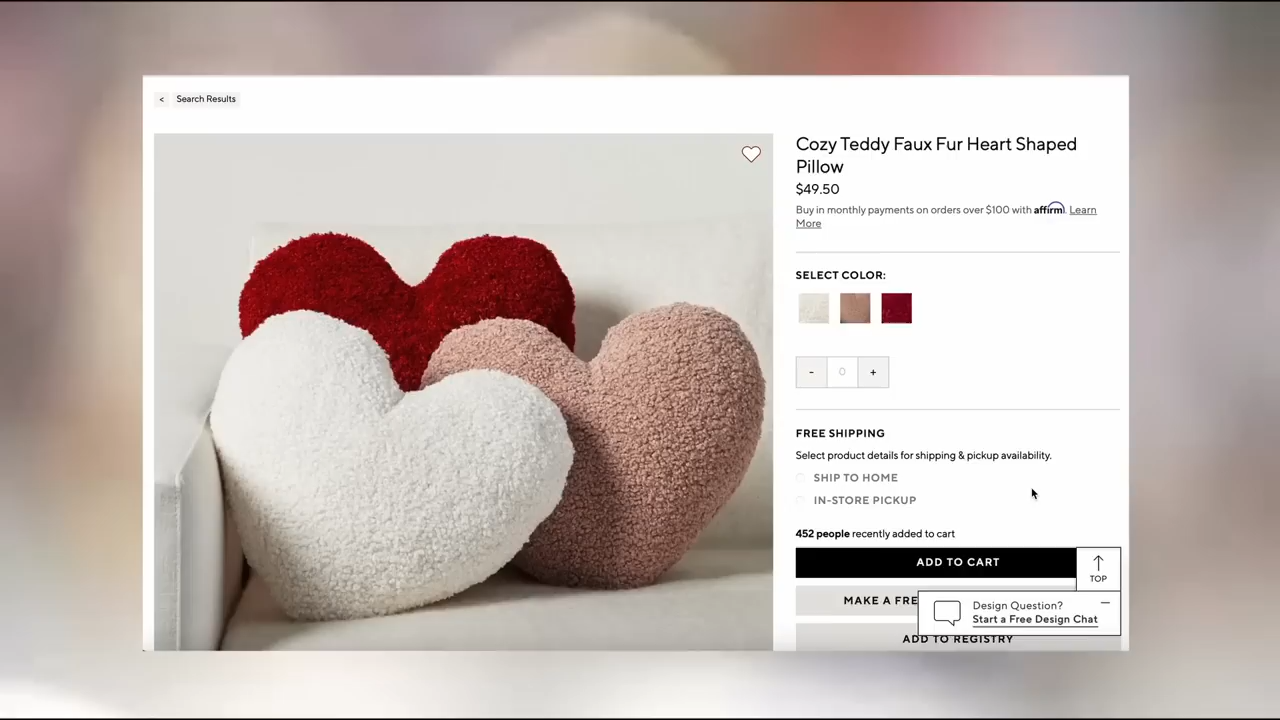 < Search Results
Cozy Teddy Faux Fur Heart Shaped
Pillow
$49.50
Buy in monthly payments on orders over $100 with affirm. Learn
More
SELECT COLOR:
- 0 +
FREE SHIPPING
Select product details for shipping & pickup availability.
SHIP TO HOME
IN-STORE PICKUP
452 people recently added to cart
ADD TO CART
TOP
MAKE A FRE
Design Question?
Start a Free Design Chat
ADD TO REGISTRY